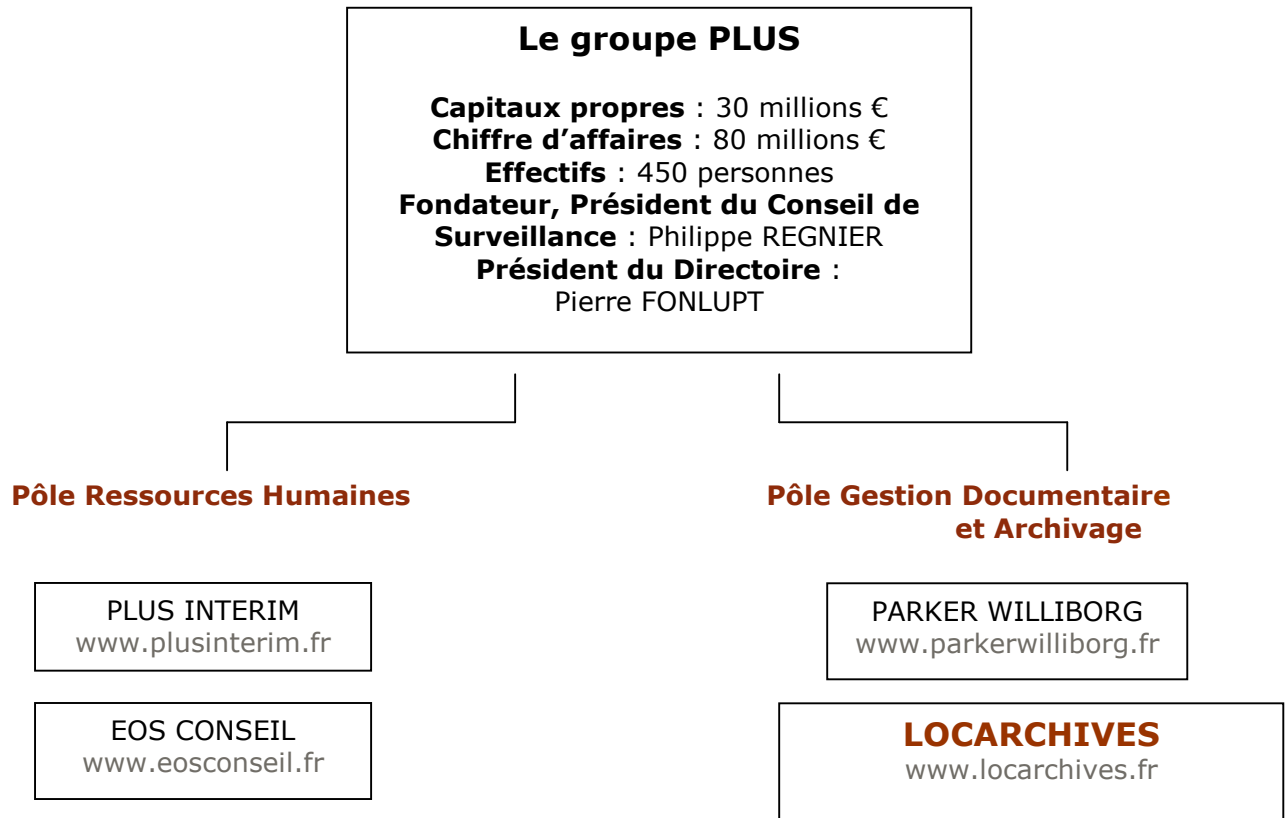 Le groupe PLUS
Capitaux propres : 30 millions €
Chiffre d'affaires : 80 millions €
Effectifs : 450 personnes
Fondateur, Président du Conseil de
Surveillance : Philippe REGNIER
Président du Directoire :
Pierre FONLUPT
Pôle Ressources Humaines
PLUS INTERIM
www.plusinterim.fr
EOS CONSEIL
www.eosconseil.fr
Pôle Gestion Documentaire
et Archivage
PARKER WILLIBORG
www.parkerwilliborg.fr
LOCARCHIVES
www.locarchives.fr